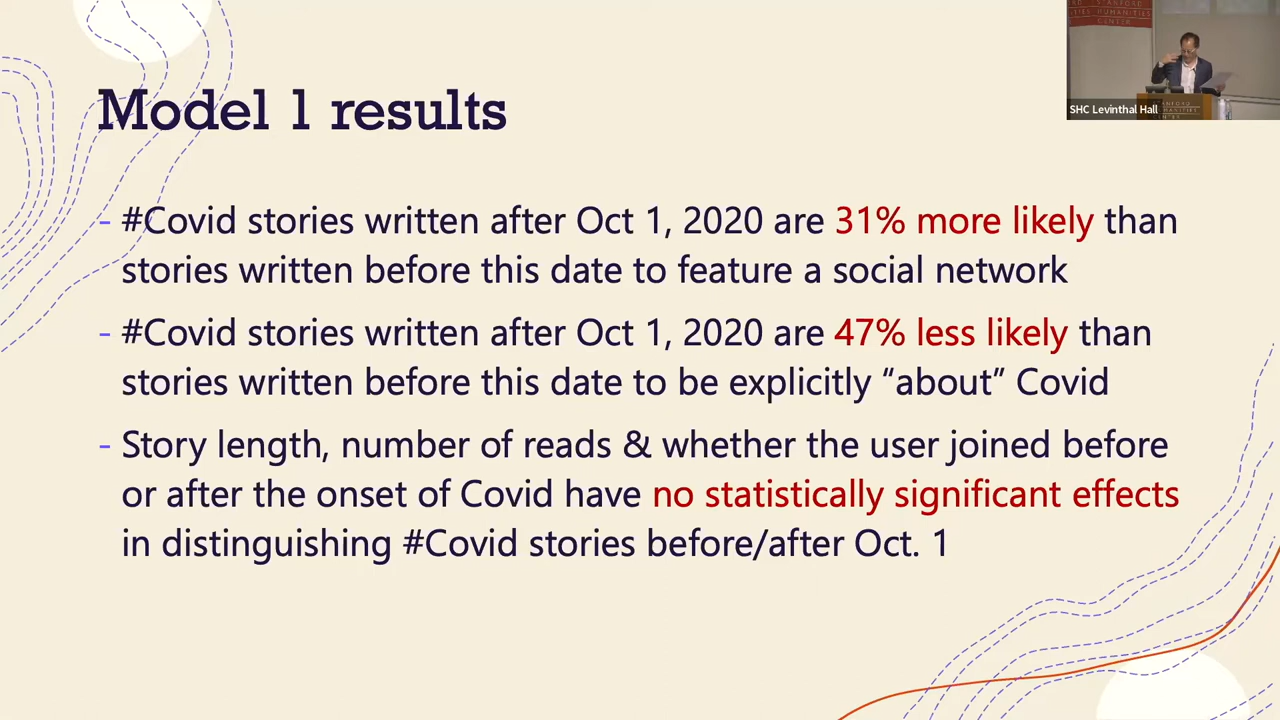 Model 1 results
- #Covid stories written after Oct 1, 2020 are 31% more likely than
stories written before this date to feature a social network
- #Covid stories written after Oct 1, 2020 are 47% less likely than
stories written before this date to be explicitly “about” Covid
- Story length, number of reads & whether the user joined before
or after the onset of Covid have no statistically significant effects
in distinguishing #Covid stories before/after Oct. 1
STANFORD
HUMANITIES
CENTER
SHC Levinthal Hall